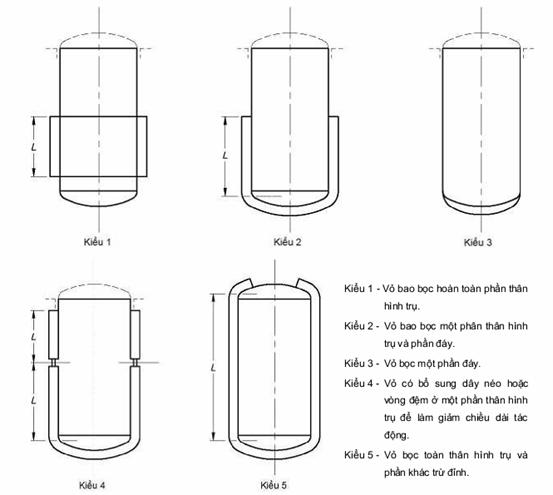 L
Kiểu 1
L
Kiểu 2
Kiểu 3
L
L
Kiểu 4
L
Kiểu 5
Kiểu 1 - Vỏ bao bọc hoàn toàn phần thân
hình trụ.
Kiểu 2 - Vỏ bao bọc một phân thân hình
trụ và phần đáy.
Kiểu 3 - Vỏ bọc một phần đáy.
Kiểu 4 - Vỏ có bổ sung dây néo hoặc
vòng đệm ở một phần thân hình
trụ để làm giảm chiều dài tác
động.
Kiểu 5 - Vỏ bọc toàn thân hình trụ và
phần khác trừ đỉnh.